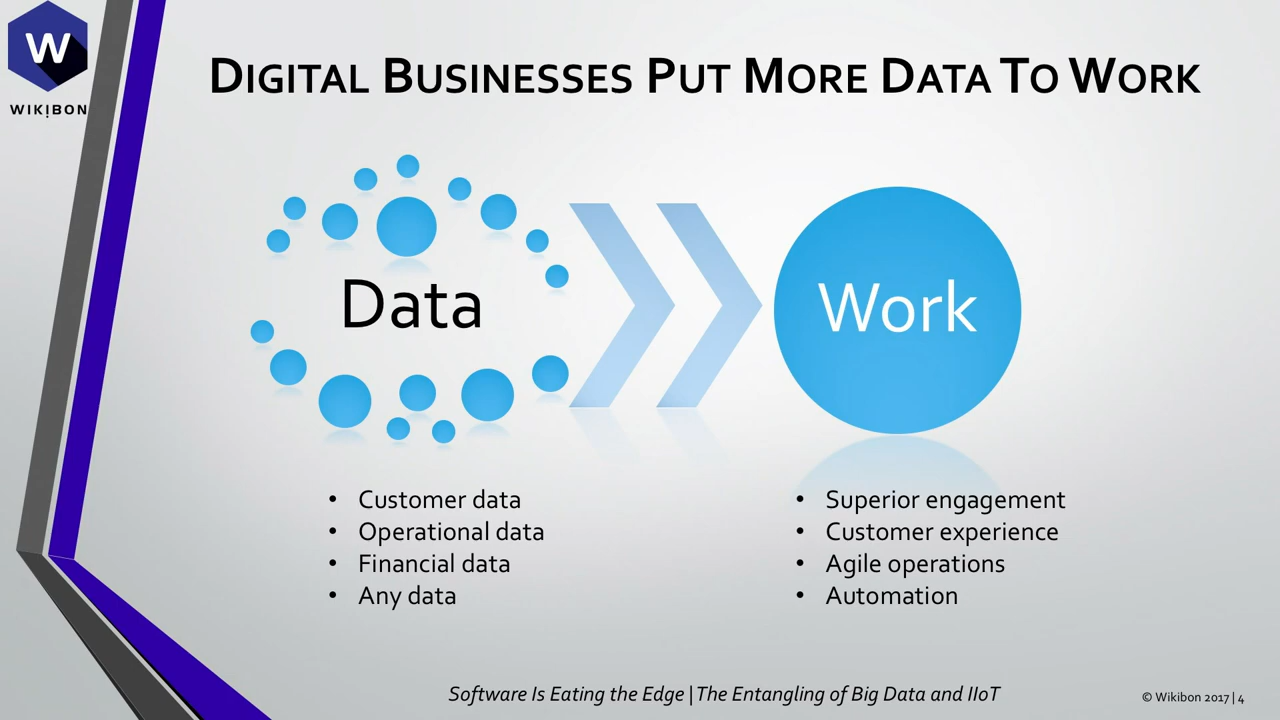 W
WIKIBON
DIGITAL BUSINESSES PUT MORE DATA TO WORK
Data
Work
• Customer data
• Operational data
• Financial data
• Any data
• Superior engagement
• Customer experience
• Agile operations
• Automation
Software Is Eating the Edge | The Entangling of Big Data and IIoT
© Wikibon 2017 | 4